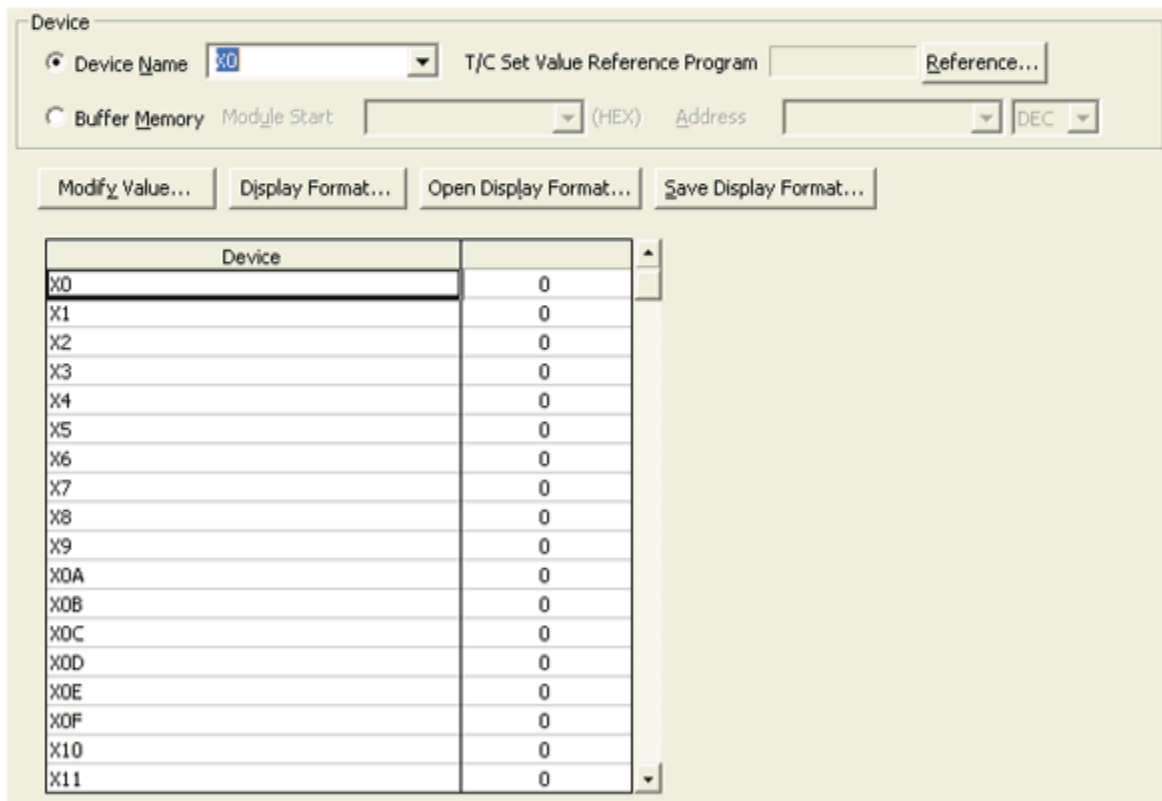 Device
Device Name X0 T/C Set Value Reference Program Reference...
Buffer Memory Module Start (HEX) Address DEC
Modify Value... Display Format... Open Display Format... Save Display Format...
Device
X0 0
X1 0
X2 0
X3 0
X4 0
X5 0
X6 0
X7 0
X8 0
X9 0
X0A 0
X0B 0
X0C 0
X0D 0
X0E 0
X0F 0
X10 0
X11 0